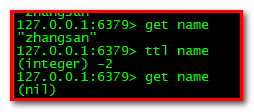 "zhangsan"
127.0.0.1:6379> get name
"zhangsan"
127.0.0.1:6379> ttl name
(integer) -2
127.0.0.1:6379> get name
(nil)